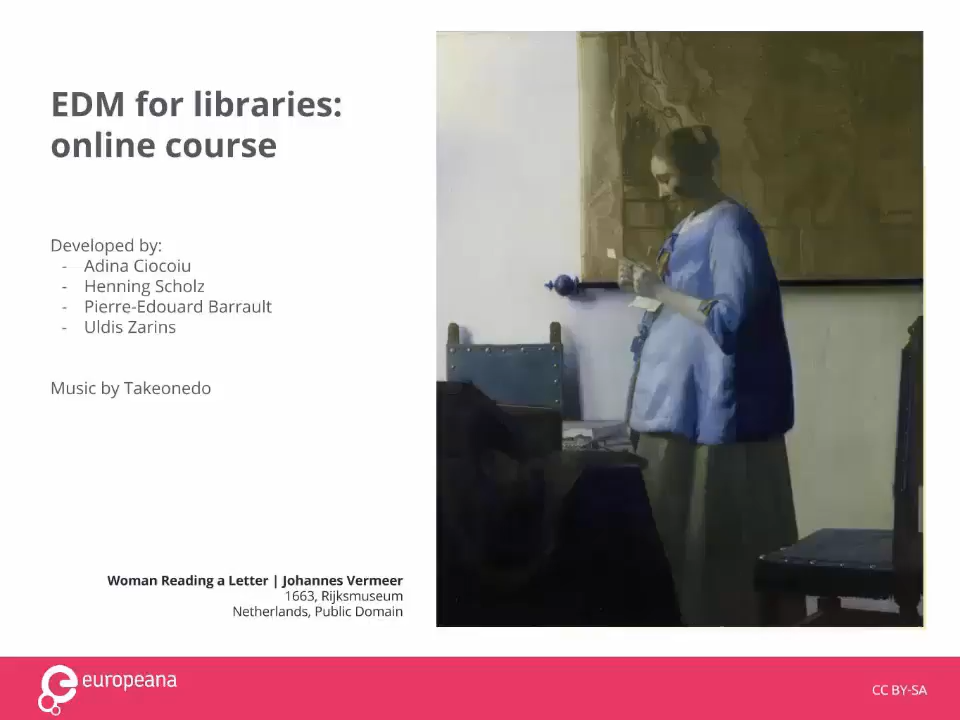 EDM for libraries:
online course
Developed by:
- Adina Ciocoiu
- Henning Scholz
- Pierre-Edouard Barrault
- Uldis Zarins
Music by Takeonedo
Woman Reading a Letter | Johannes Vermeer
1663, Rijksmuseum
Netherlands, Public Domain
europeana
CC BY-SA